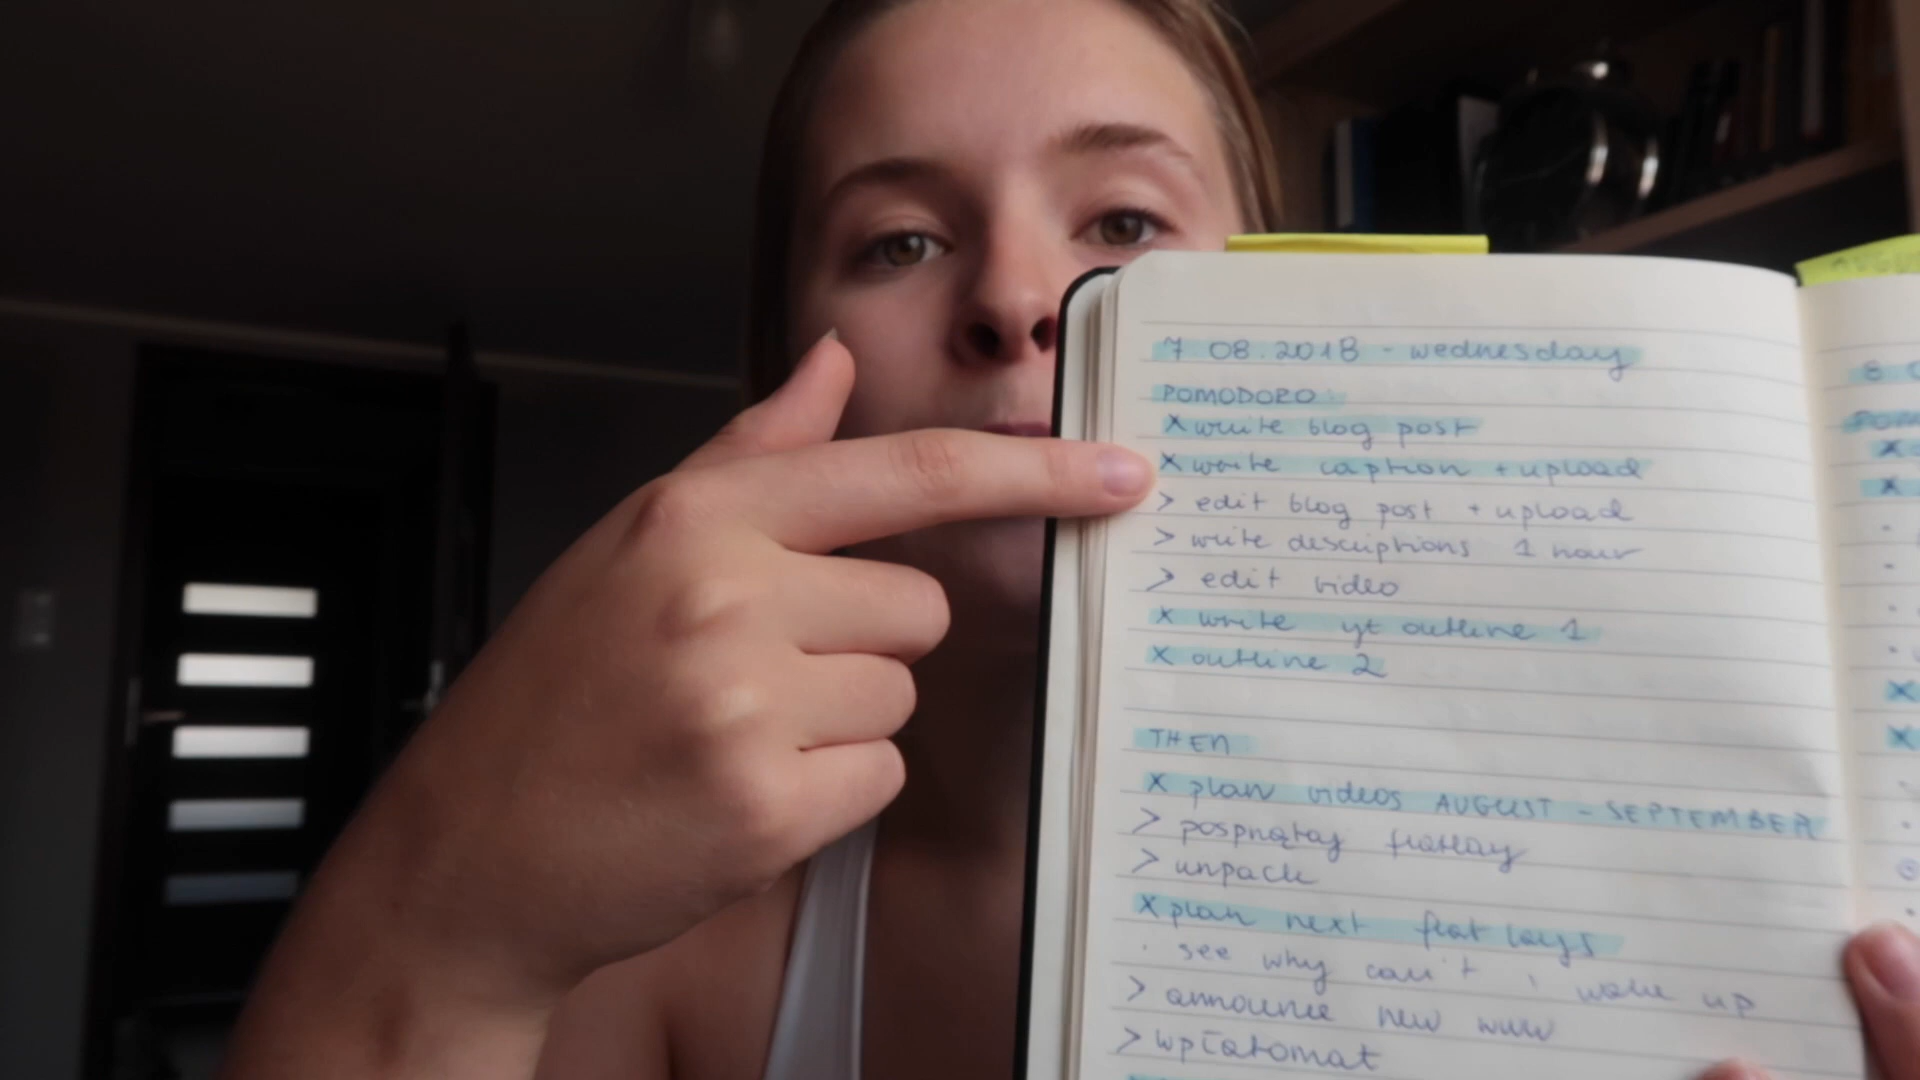 7 08.2018 - wednesday
POMODORO:
X write blog post
X write caption + upload
> edit blog post + upload
> write descriptions 1 hour
> edit video
X write yt outline 1
X outline 2
THEN
X plan videos AUGUST - SEPTEMBER
> posprzątaj
> unpack
X plan next flat lays
· see why can't i wake up
> announce new www
> wpłatomat
8
X
X
X
X